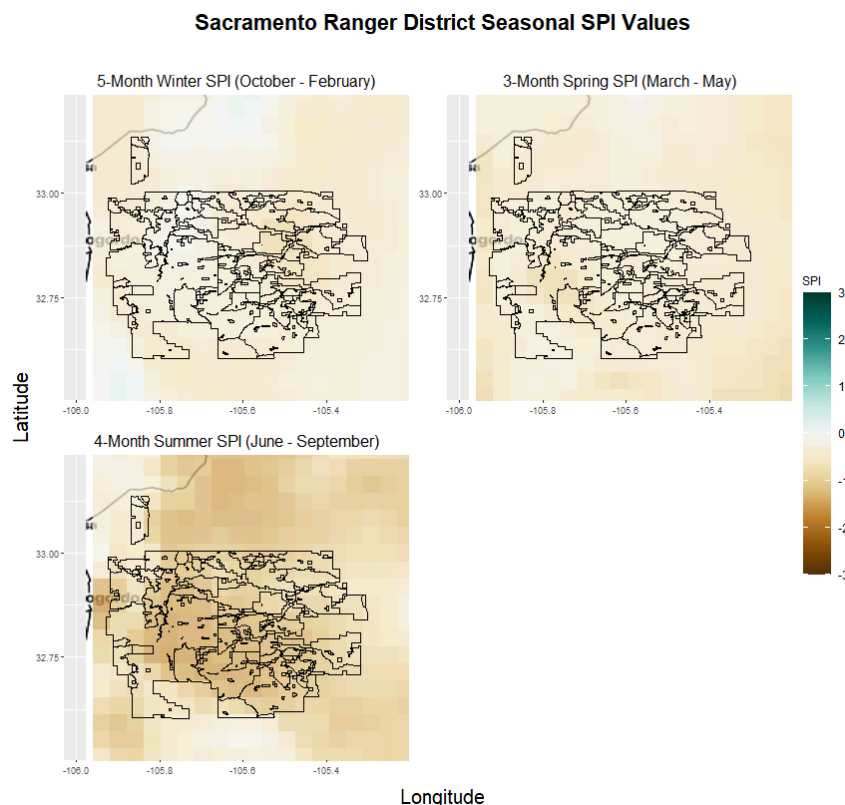 Sacramento Ranger District Seasonal SPI Values
5-Month Winter SPI (October - February)
3-Month Spring SPI (March - May)
33.00
32.75
ogordo
-106.0
-105.8
-105.6
-105.4
33.00
32.75
ogordo
-106.0
-105.8
-105.6
-105.4
SPI
3
2
1
0
-1
-2
-3
Latitude
4-Month Summer SPI (June - September)
33.00
32.75
ogordo
-106.0
-105.8
-105.6
-105.4
Longitude